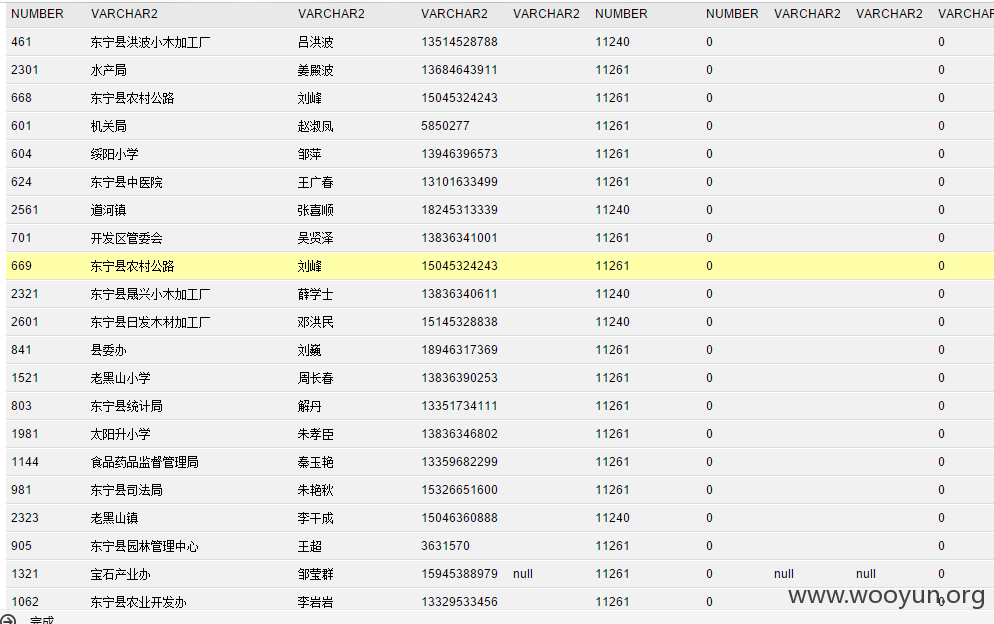 NUMBER VARCHAR2 VARCHAR2 VARCHAR2 VARCHAR2 NUMBER NUMBER VARCHAR2 VARCHAR2 VARCHAR
461 东宁县洪波小木加工厂 吕洪波 13514528788 11240 0 0
2301 水产局 姜殿波 13684643911 11261 0 0
668 东宁县农村公路 刘峰 15045324243 11261 0 0
601 机关局 赵淑凤 5850277 11261 0 0
604 绥阳小学 邹萍 13946396573 11261 0 0
624 东宁县中医院 王广春 13101633499 11261 0 0
2561 道河镇 张喜顺 18245313339 11240 0 0
701 开发区管委会 吴贤泽 13836341001 11261 0 0
669 东宁县农村公路 刘峰 15045324243 11261 0 0
2321 东宁县晟兴小木加工厂 薛学士 13836340611 11240 0 0
2601 东宁县日发木材加工厂 邓洪民 15145328838 11240 0 0
841 县委办 刘巍 18946317369 11261 0 0
1521 老黑山小学 周长春 13836390253 11261 0 0
803 东宁县统计局 解丹 13351734111 11261 0 0
1981 太阳升小学 朱孝臣 13836346802 11261 0 0
1144 食品药品监督管理局 秦玉艳 13359682299 11261 0 0
981 东宁县司法局 朱艳秋 15326651600 11261 0 0
2323 老黑山镇 李干成 15046360888 11240 0 0
905 东宁县园林管理中心 王超 3631570 11261 0 0
1321 宝石产业办 邹莹群 15945388979 null 11261 0 null null 0
1062 东宁县农业开发办 李岩岩 13329533456 11261 0 0
www.wooyun.org
完成